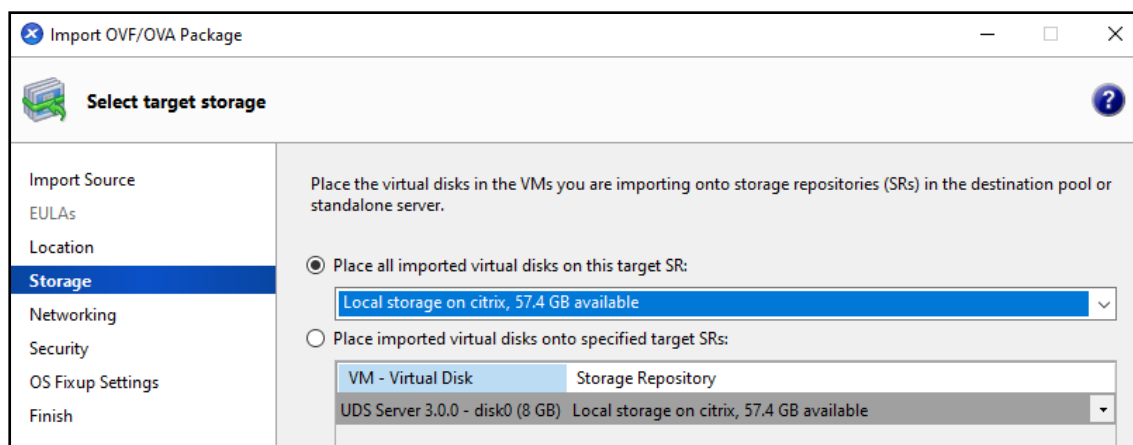 Import OVF/OVA Package
Select target storage
?
Import Source
EULAs
Location
Storage
Networking
Security
OS Fixup Settings
Finish
Place the virtual disks in the VMs you are importing onto storage repositories (SRs) in the destination pool or
standalone server.
Place all imported virtual disks on this target SR:
Local storage on citrix, 57.4 GB available
Place imported virtual disks onto specified target SRs:
VM - Virtual Disk Storage Repository
UDS Server 3.0.0 - disk0 (8 GB) Local storage on citrix, 57.4 GB available